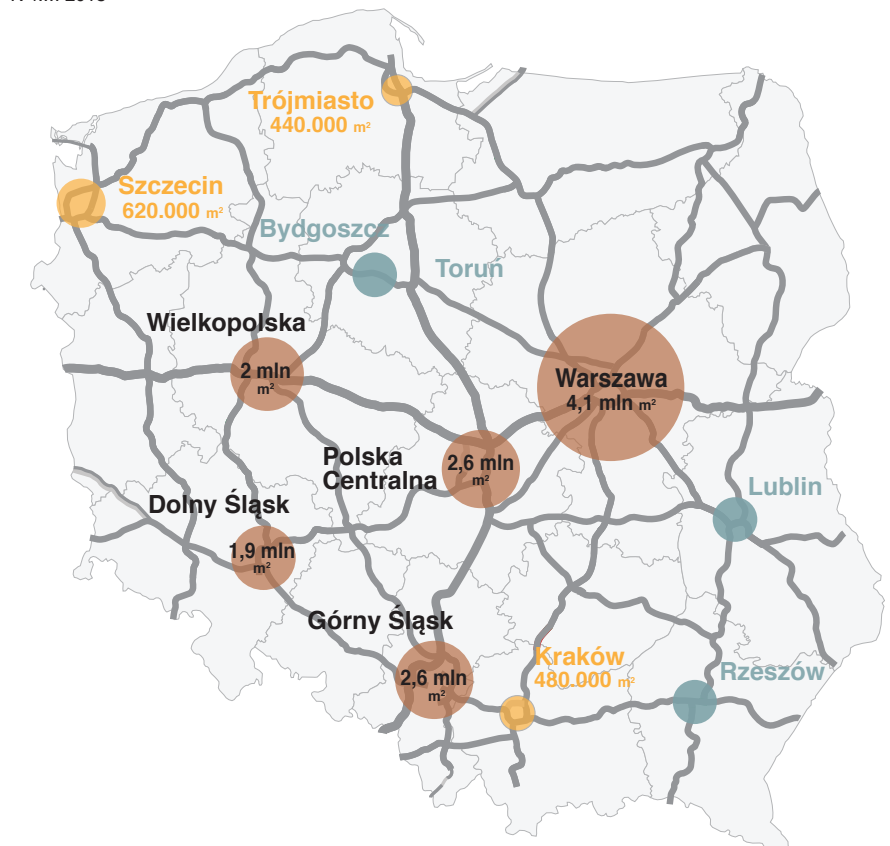 Trójmiasto
440.000 m²
Szczecin
620.000 m²
Bydgoszcz
Toruń
Wielkopolska
2 mln
m²
Warszawa
4,1 mln m²
Polska
Centralna
2,6 mln
m²
Lublin
Dolny Śląsk
1,9 mln
m²
Górny Śląsk
2,6 mln
m²
Kraków
480.000 m²
Rzeszów